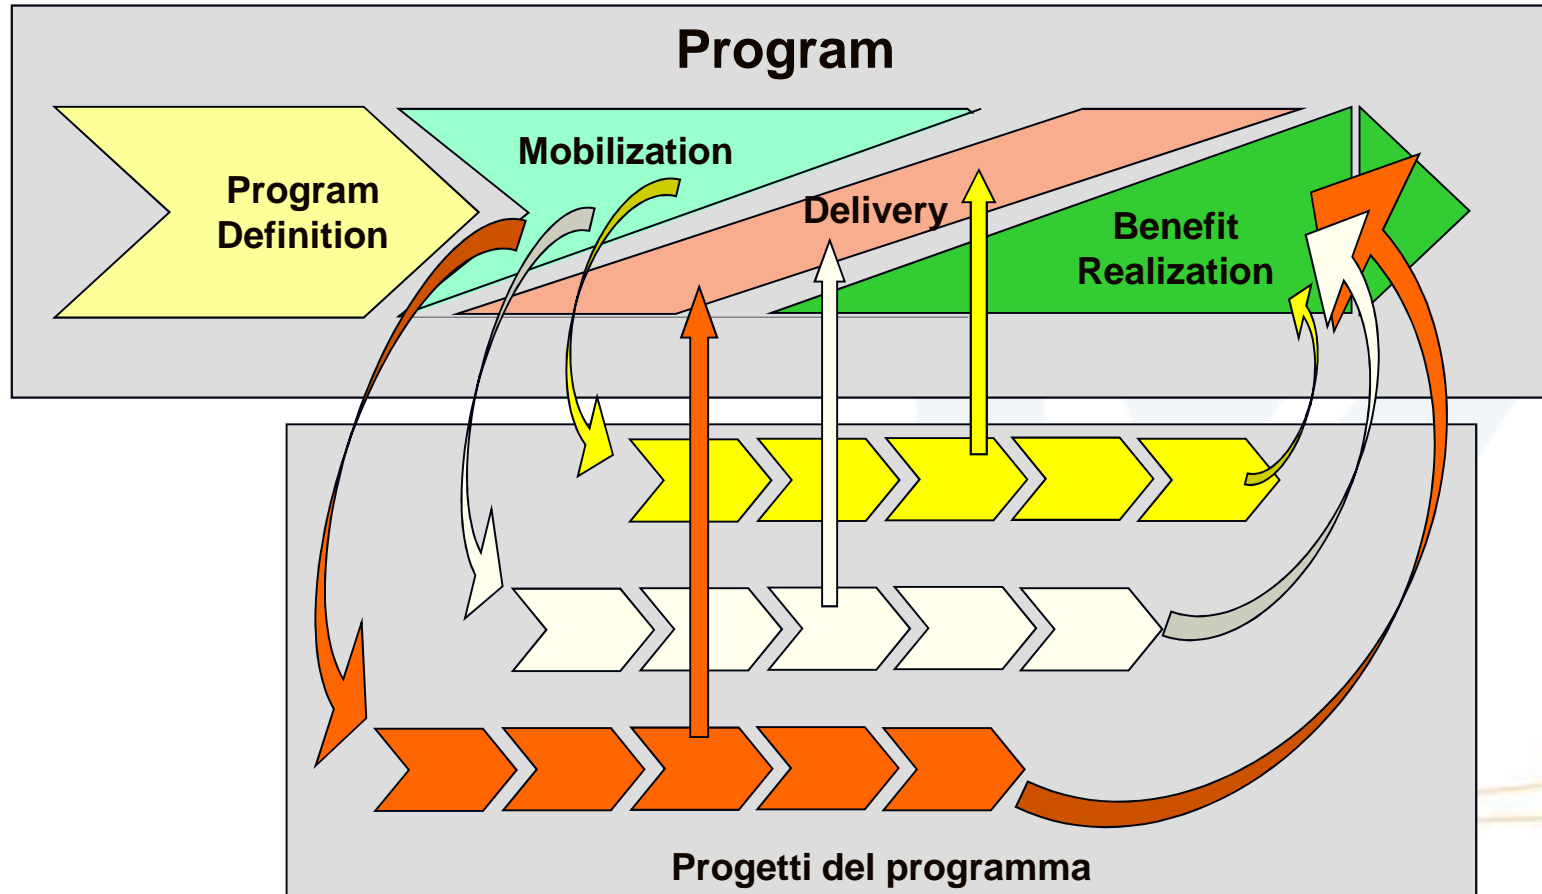 Program
Program
Definition
Mobilization
Delivery
Benefit
Realization
Progetti del programma